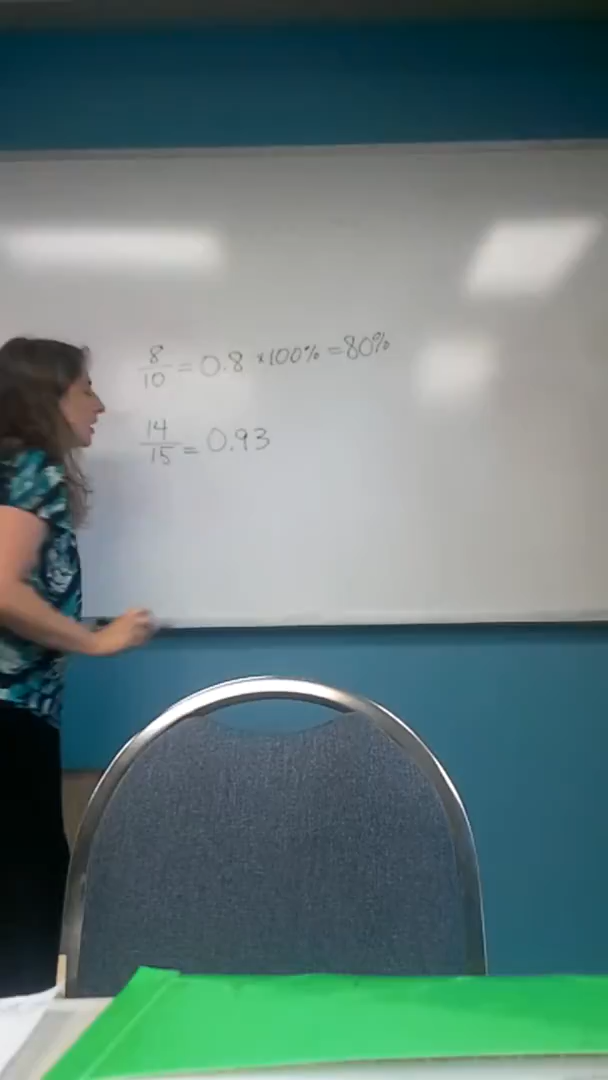 8/10 = 0.8 ×100% = 80%
14/15 = 0.93